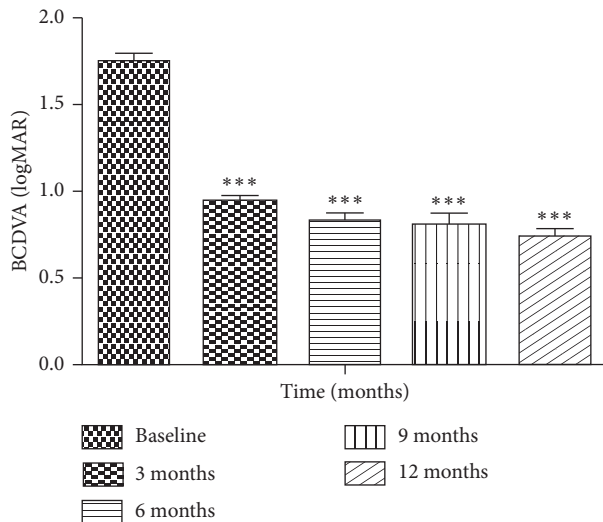 BCDVA (logMAR)
2.0
1.5
1.0
0.5
0.0
***
***
***
***
Time (months)
Baseline
3 months
6 months
9 months
12 months